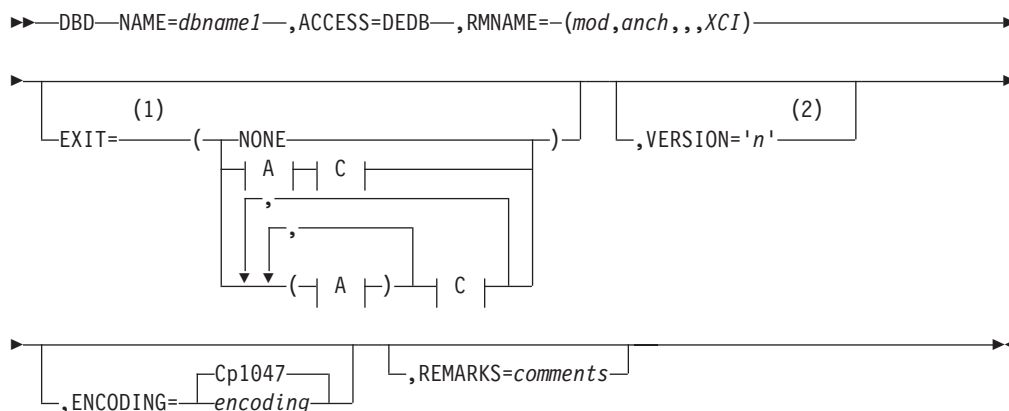 DBD NAME=dbname1 ,ACCESS=DEDB ,RMNAME= (mod,anch,,,XCI)
(1) (2)
EXIT= ( NONE ) ,VERSION='n'
A C
,
,
( A ) C
Cp1047 ,REMARKS=comments
,ENCODING= encoding